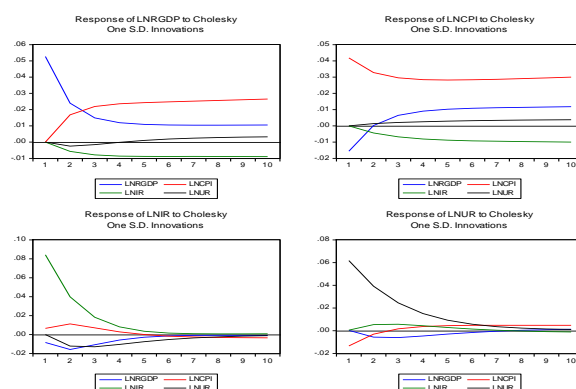 Response of LNRGDP to Cholesky
One S.D. Innovations
.06
.05
.04
.03
.02
.01
.00
-.01
1 2 3 4 5 6 7 8 9 10
LNRGDP LNCPI
LNIR LNUR
Response of LNCPI to Cholesky
One S.D. Innovations
.05
.04
.03
.02
.01
.00
-.01
-.02
1 2 3 4 5 6 7 8 9 10
LNRGDP LNCPI
LNIR LNUR
Response of LNIR to Cholesky
One S.D. Innovations
.10
.08
.06
.04
.02
.00
-.02
1 2 3 4 5 6 7 8 9 10
LNRGDP LNCPI
LNIR LNUR
Response of LNUR to Cholesky
One S.D. Innovations
.08
.06
.04
.02
.00
-.02
1 2 3 4 5 6 7 8 9 10
LNRGDP LNCPI
LNIR LNUR